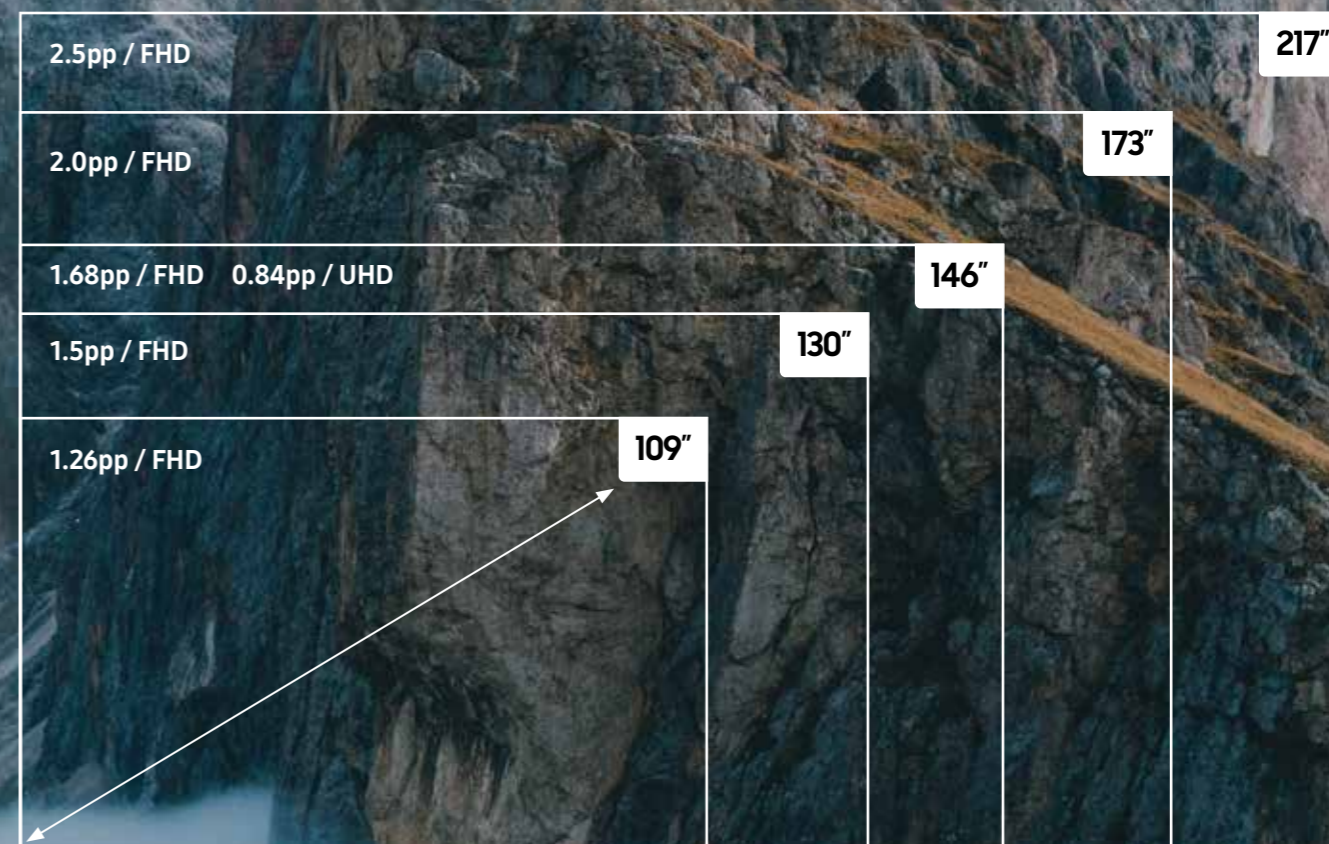 2.5pp / FHD
217″
2.0pp / FHD
173″
1.68pp / FHD 0.84pp / UHD
146″
1.5pp / FHD
130″
1.26pp / FHD
109″